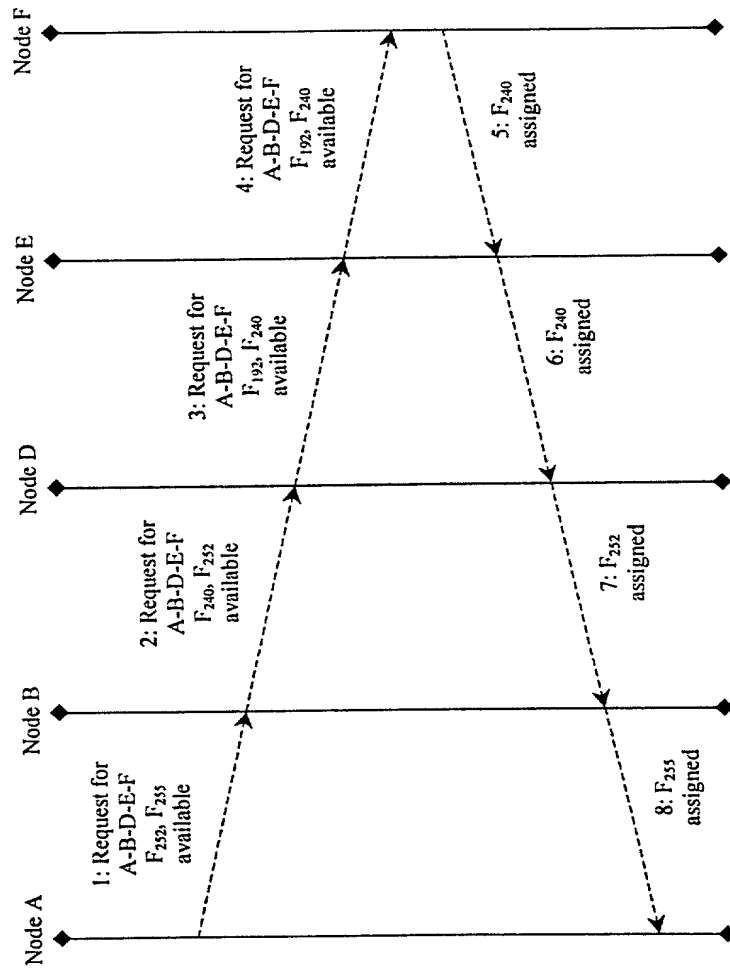 Node A
Node B
Node D
Node E
Node F
1: Request for
A-B-D-E-F
F₂₅₂, F₂₅₅
available
2: Request for
A-B-D-E-F
F₂₄₀, F₂₅₂
available
3: Request for
A-B-D-E-F
F₁₉₂, F₂₄₀
available
4: Request for
A-B-D-E-F
F₁₉₂, F₂₄₀
available
5: F₂₄₀
assigned
6: F₂₄₀
assigned
7: F₂₅₂
assigned
8: F₂₅₅
assigned